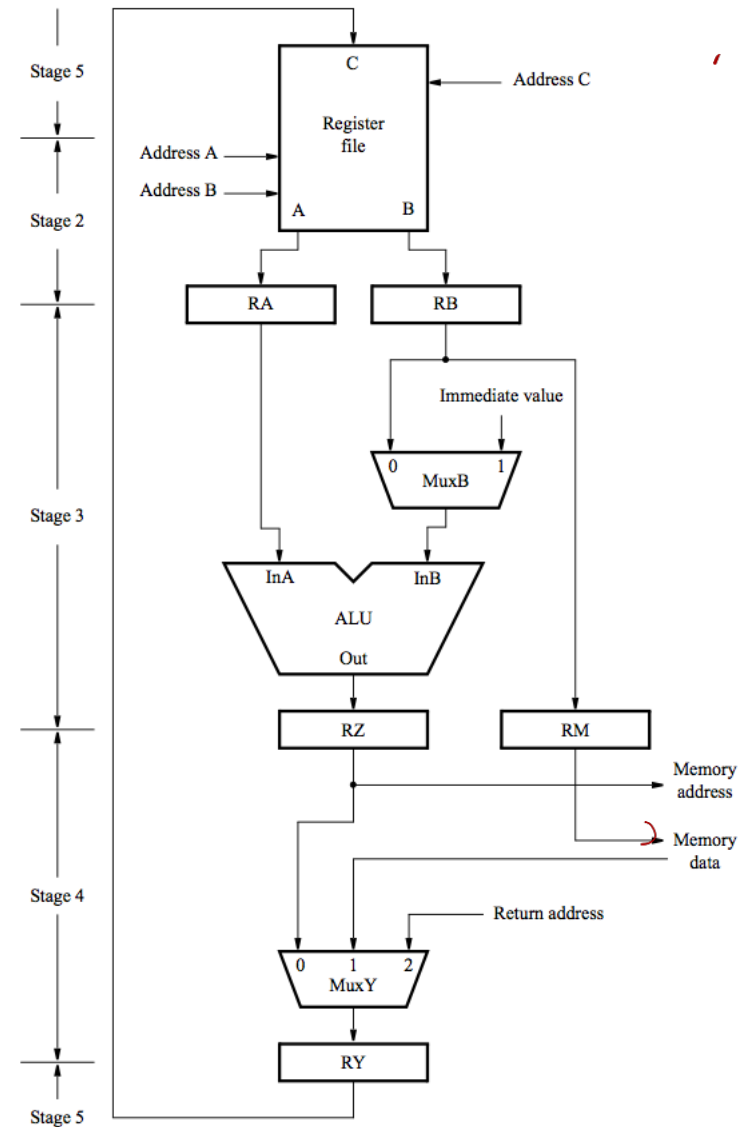 Stage 5
C
Address C
Register
file
Address A
Address B
A
B
Stage 2
RA
RB
Immediate value
0
1
MuxB
Stage 3
InA
InB
ALU
Out
RZ
RM
Memory
address
Memory
data
Stage 4
Return address
0
1
2
MuxY
RY
Stage 5